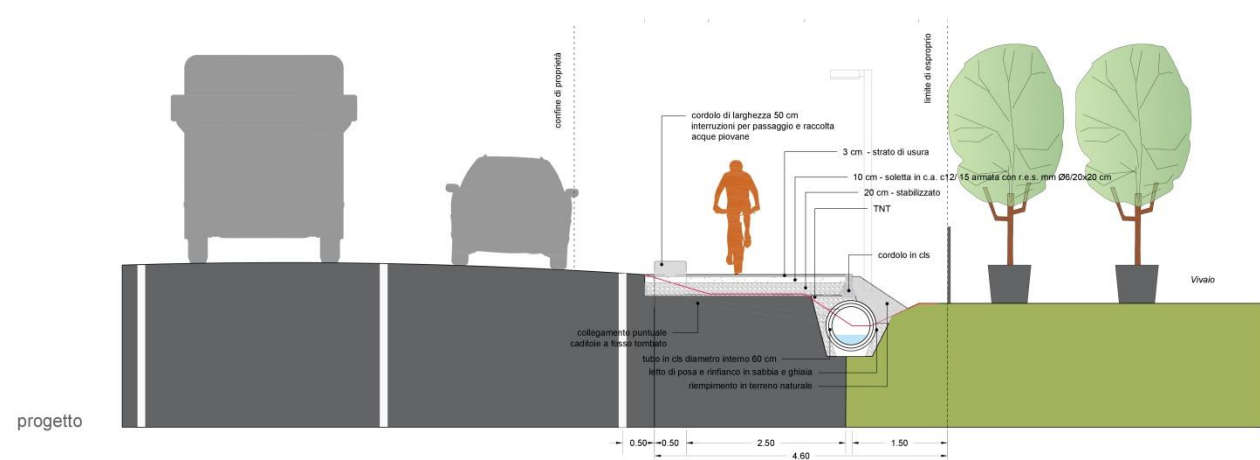 confine di proprietà
limite di esproprio
cordolo di larghezza 50 cm
interruzioni per passaggio e raccolta
acque piovane
3 cm - strato di usura
10 cm - soletta in c.a. c12/ 15 armata con r.e.s. mm Ø6/20x20 cm
20 cm - stabilizzato
TNT
cordolo in cls
Vivaio
collegamento puntuale
caditoie a fosso tombato
tubo in cls diametro interno 60 cm
letto di posa e rinfianco in sabbia e ghiaia
riempimento in terreno naturale
progetto
0.50 0.50 2.50 1.50
4.60